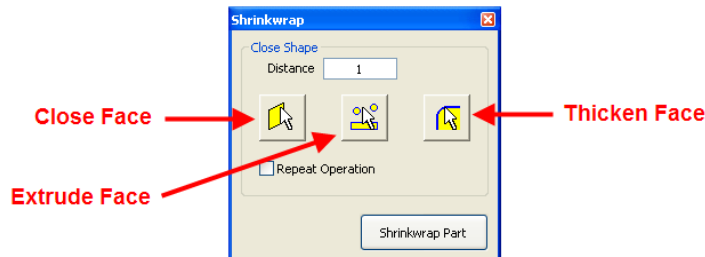 Shrinkwrap
Close Shape
Distance 1
Close Face
Thicken Face
Extrude Face
Repeat Operation
Shrinkwrap Part